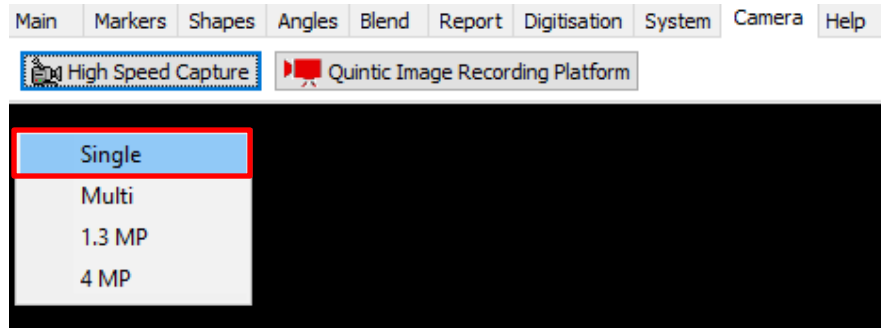 Main Markers Shapes Angles Blend Report Digitisation System Camera Help
High Speed Capture Quintic Image Recording Platform
Single
Multi
1.3 MP
4 MP